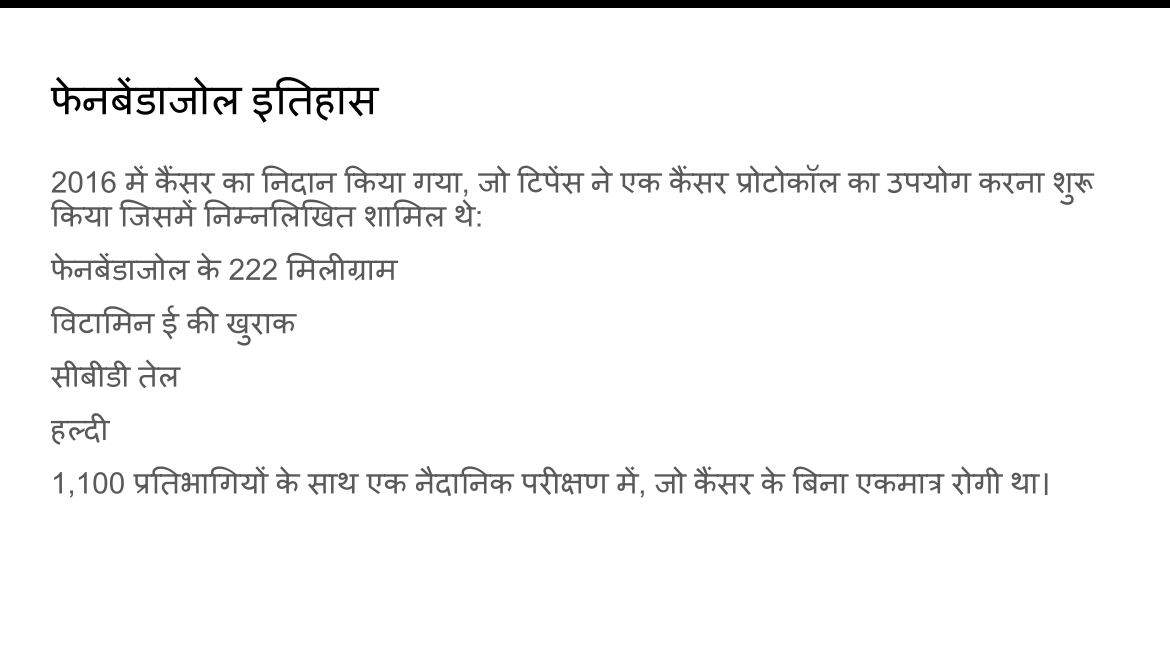 फेनबेंडाजोल इतिहास
2016 में कैंसर का निदान किया गया, जो टिपेंस ने एक कैंसर प्रोटोकॉल का उपयोग करना शुरू
किया जिसमें निम्नलिखित शामिल थे:
फेनबेंडाजोल के 222 मिलीग्राम
विटामिन ई की खुराक
सीबीडी तेल
हल्दी
1,100 प्रतिभागियों के साथ एक नैदानिक परीक्षण में, जो कैंसर के बिना एकमात्र रोगी था।